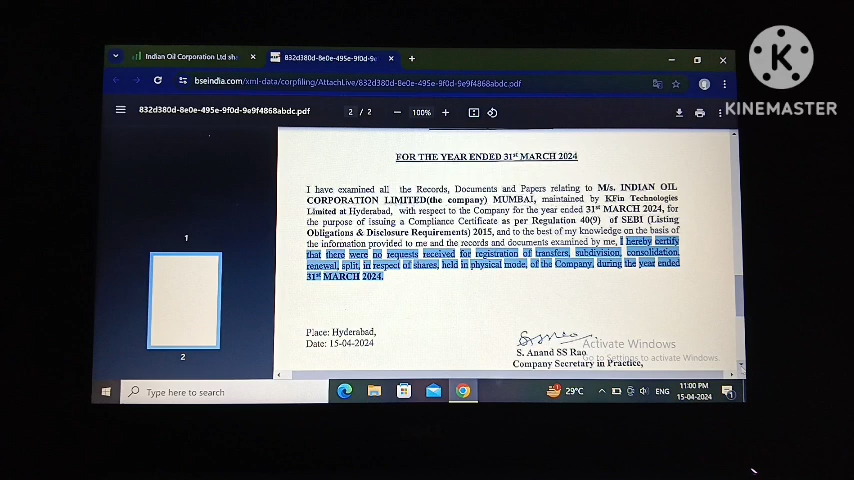 KINEMASTER
Indian Oil Corporation Ltd sh
832d380d-8e0e-495e-9f0d-9e
bseindia.com/xml-data/corpfiling/AttachLive/832d380d-8e0e-495e-9f0d-9e9f4868abdc.pdf
832d380d-8e0e-495e-9f0d-9e9f4868abdc.pdf
2 / 2
100%
1
2
FOR THE YEAR ENDED 31st MARCH 2024
I have examined all the Records, Documents and Papers relating to M/s. INDIAN OIL
CORPORATION LIMITED(the company) MUMBAI, maintained by KFin Technologies
Limited at Hyderabad, with respect to the Company for the year ended 31st MARCH 2024, for
the purpose of issuing a Compliance Certificate as per Regulation 40(9) of SEBI (Listing
Obligations & Disclosure Requirements) 2015, and to the best of my knowledge on the basis of
the information provided to me and the records and documents examined by me, I hereby certify
that there were no requests received for registration of transfers, subdivision, consolidation,
renewal, split, in respect of shares, held in physical mode, of the Company, during the year ended
31st MARCH 2024.
Place: Hyderabad,
Date: 15-04-2024
S. Anand SS Rao
Company Secretary in Practice,
Activate Windows
Go to Settings to activate Windows.
Type here to search
29°C
ENG
11:00 PM
15-04-2024